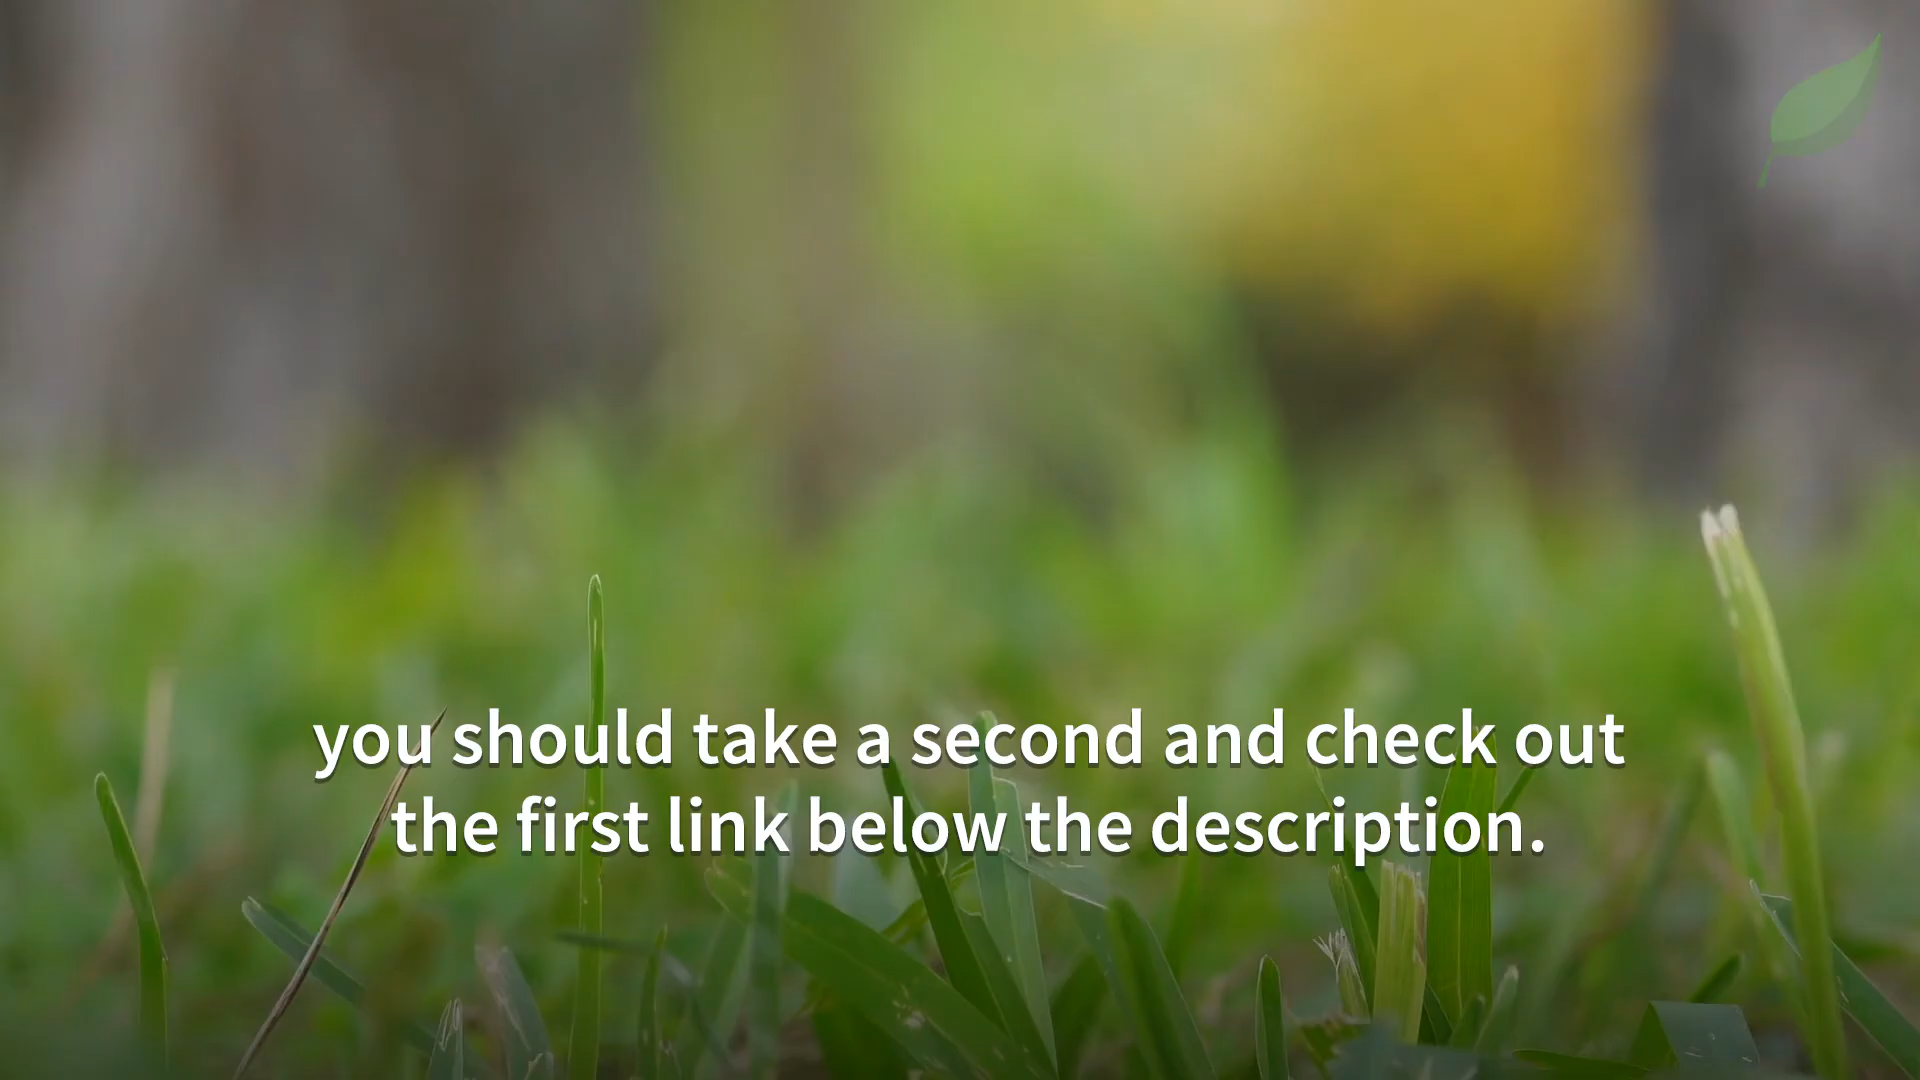 you should take a second and check out
the first link below the description.